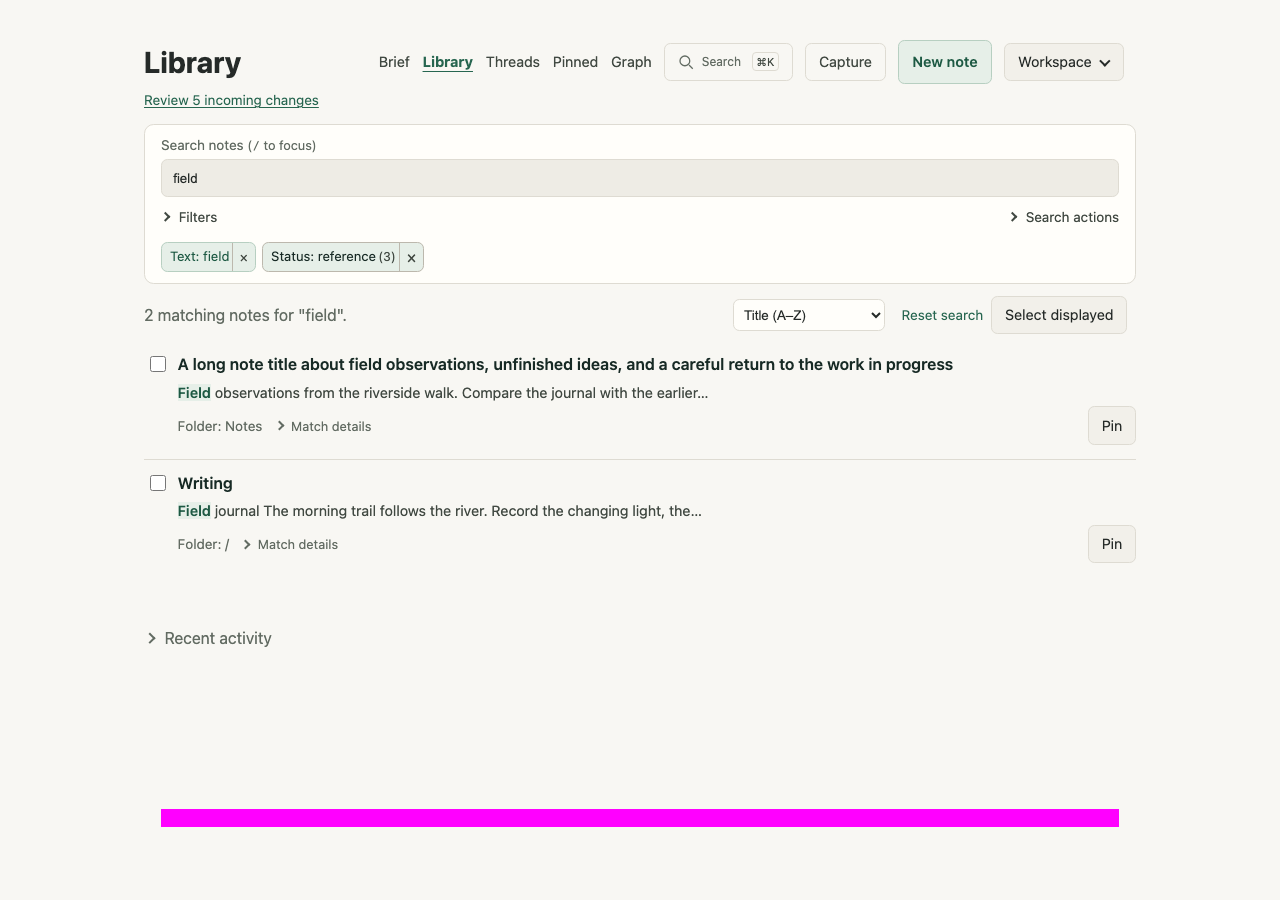 Library
Brief Library Threads Pinned Graph Search ⌘K Capture New note Workspace
Review 5 incoming changes
Search notes (/ to focus)
field
Filters Search actions
Text: field × Status: reference (3) ×
2 matching notes for "field". Title (A–Z) Reset search Select displayed
A long note title about field observations, unfinished ideas, and a careful return to the work in progress
Field observations from the riverside walk. Compare the journal with the earlier…
Folder: Notes Match details Pin
Writing
Field journal The morning trail follows the river. Record the changing light, the…
Folder: / Match details Pin
Recent activity